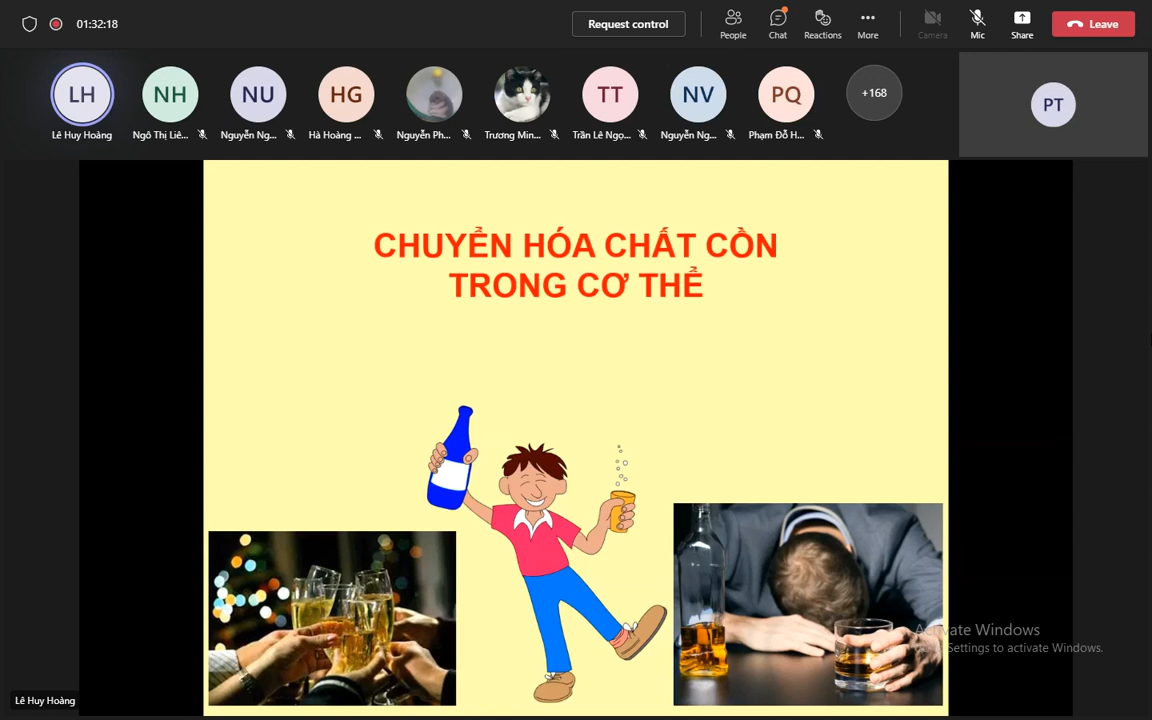 01:32:18
Request control
People
Chat
Reactions
More
Camera
Mic
Share
Leave
LH
NH
NU
HG
TT
NV
PQ
+168
PT
Lê Huy Hoàng
Ngô Thị Liê...
Nguyễn Ng...
Hà Hoàng ...
Nguyễn Ph...
Trương Min...
Trần Lê Ngọ...
Nguyễn Ng...
Phạm Đỗ H...
CHUYỂN HÓA CHẤT CỒN
TRONG CƠ THỂ
Activate Windows
Settings to activate Windows.
Lê Huy Hoàng